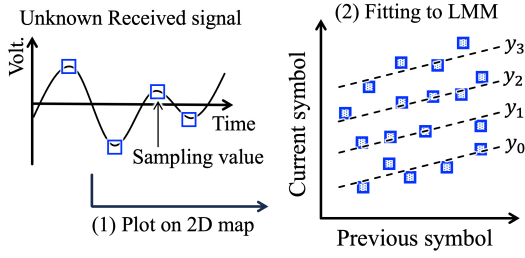 Unknown Received signal
Volt.
Time
Sampling value
(1) Plot on 2D map
(2) Fitting to LMM
Current symbol
y3
y2
y1
y0
Previous symbol